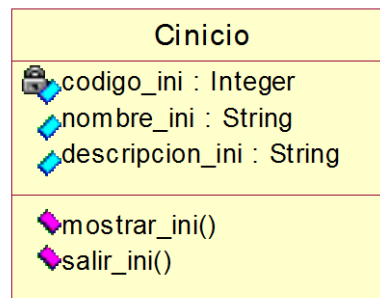 Cinicio
codigo_ini : Integer
nombre_ini : String
descripcion_ini : String
mostrar_ini()
salir_ini()